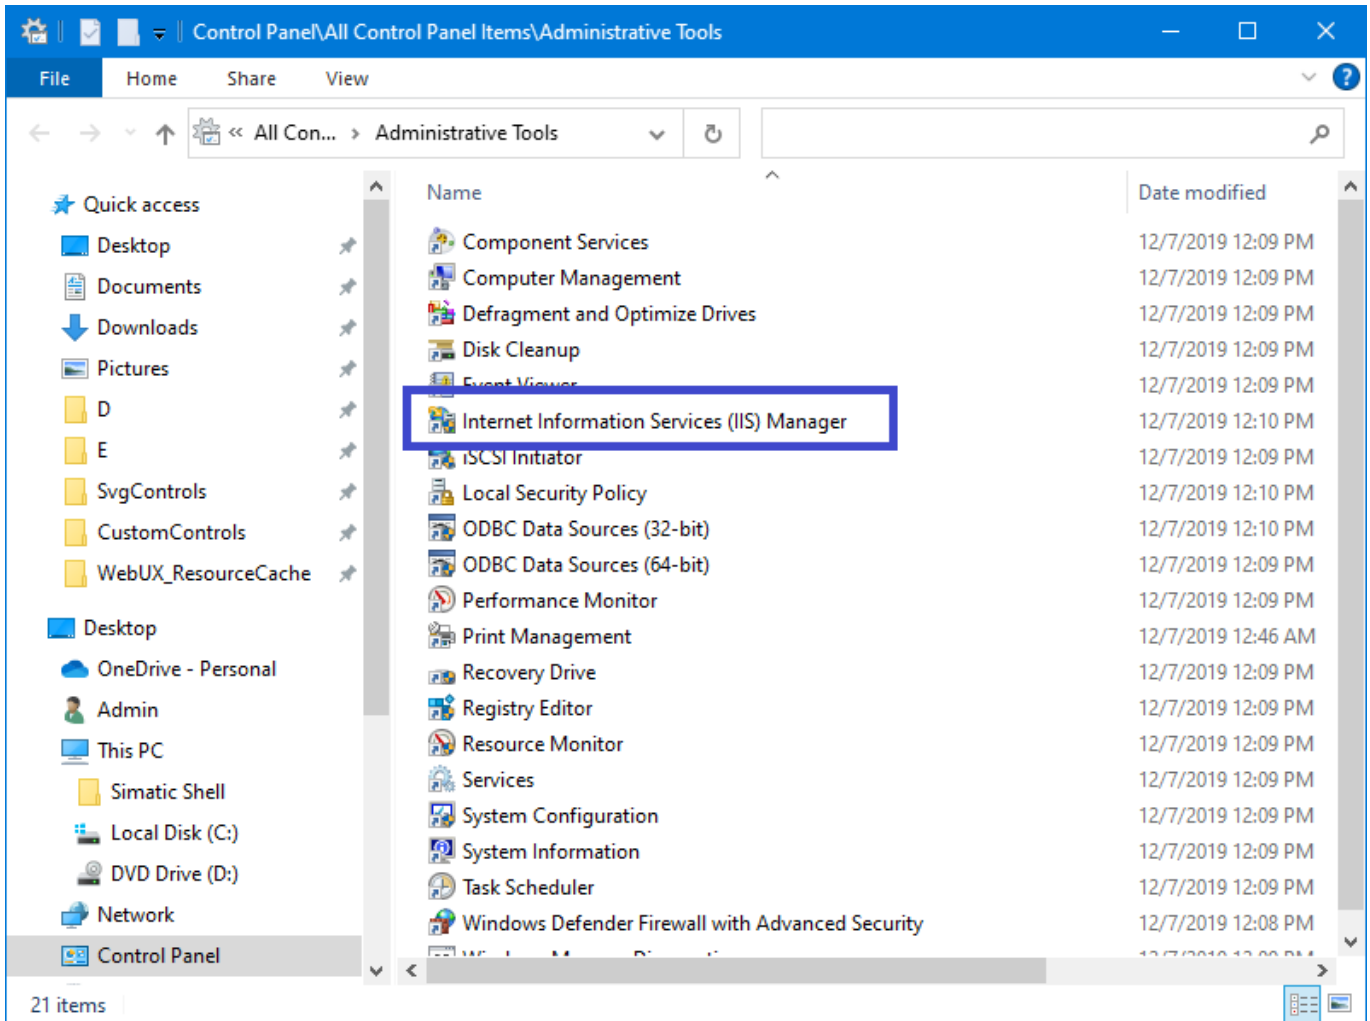 Control Panel\All Control Panel Items\Administrative Tools
File Home Share View
« All Con... › Administrative Tools
Name Date modified
Quick access
Desktop
Documents
Downloads
Pictures
D
E
SvgControls
CustomControls
WebUX_ResourceCache
Desktop
OneDrive - Personal
Admin
This PC
Simatic Shell
Local Disk (C:)
DVD Drive (D:)
Network
Control Panel
Component Services 12/7/2019 12:09 PM
Computer Management 12/7/2019 12:09 PM
Defragment and Optimize Drives 12/7/2019 12:09 PM
Disk Cleanup 12/7/2019 12:09 PM
Event Viewer 12/7/2019 12:09 PM
Internet Information Services (IIS) Manager 12/7/2019 12:10 PM
iSCSI Initiator 12/7/2019 12:09 PM
Local Security Policy 12/7/2019 12:10 PM
ODBC Data Sources (32-bit) 12/7/2019 12:10 PM
ODBC Data Sources (64-bit) 12/7/2019 12:09 PM
Performance Monitor 12/7/2019 12:09 PM
Print Management 12/7/2019 12:46 AM
Recovery Drive 12/7/2019 12:09 PM
Registry Editor 12/7/2019 12:09 PM
Resource Monitor 12/7/2019 12:09 PM
Services 12/7/2019 12:09 PM
System Configuration 12/7/2019 12:09 PM
System Information 12/7/2019 12:09 PM
Task Scheduler 12/7/2019 12:09 PM
Windows Defender Firewall with Advanced Security 12/7/2019 12:08 PM
21 items